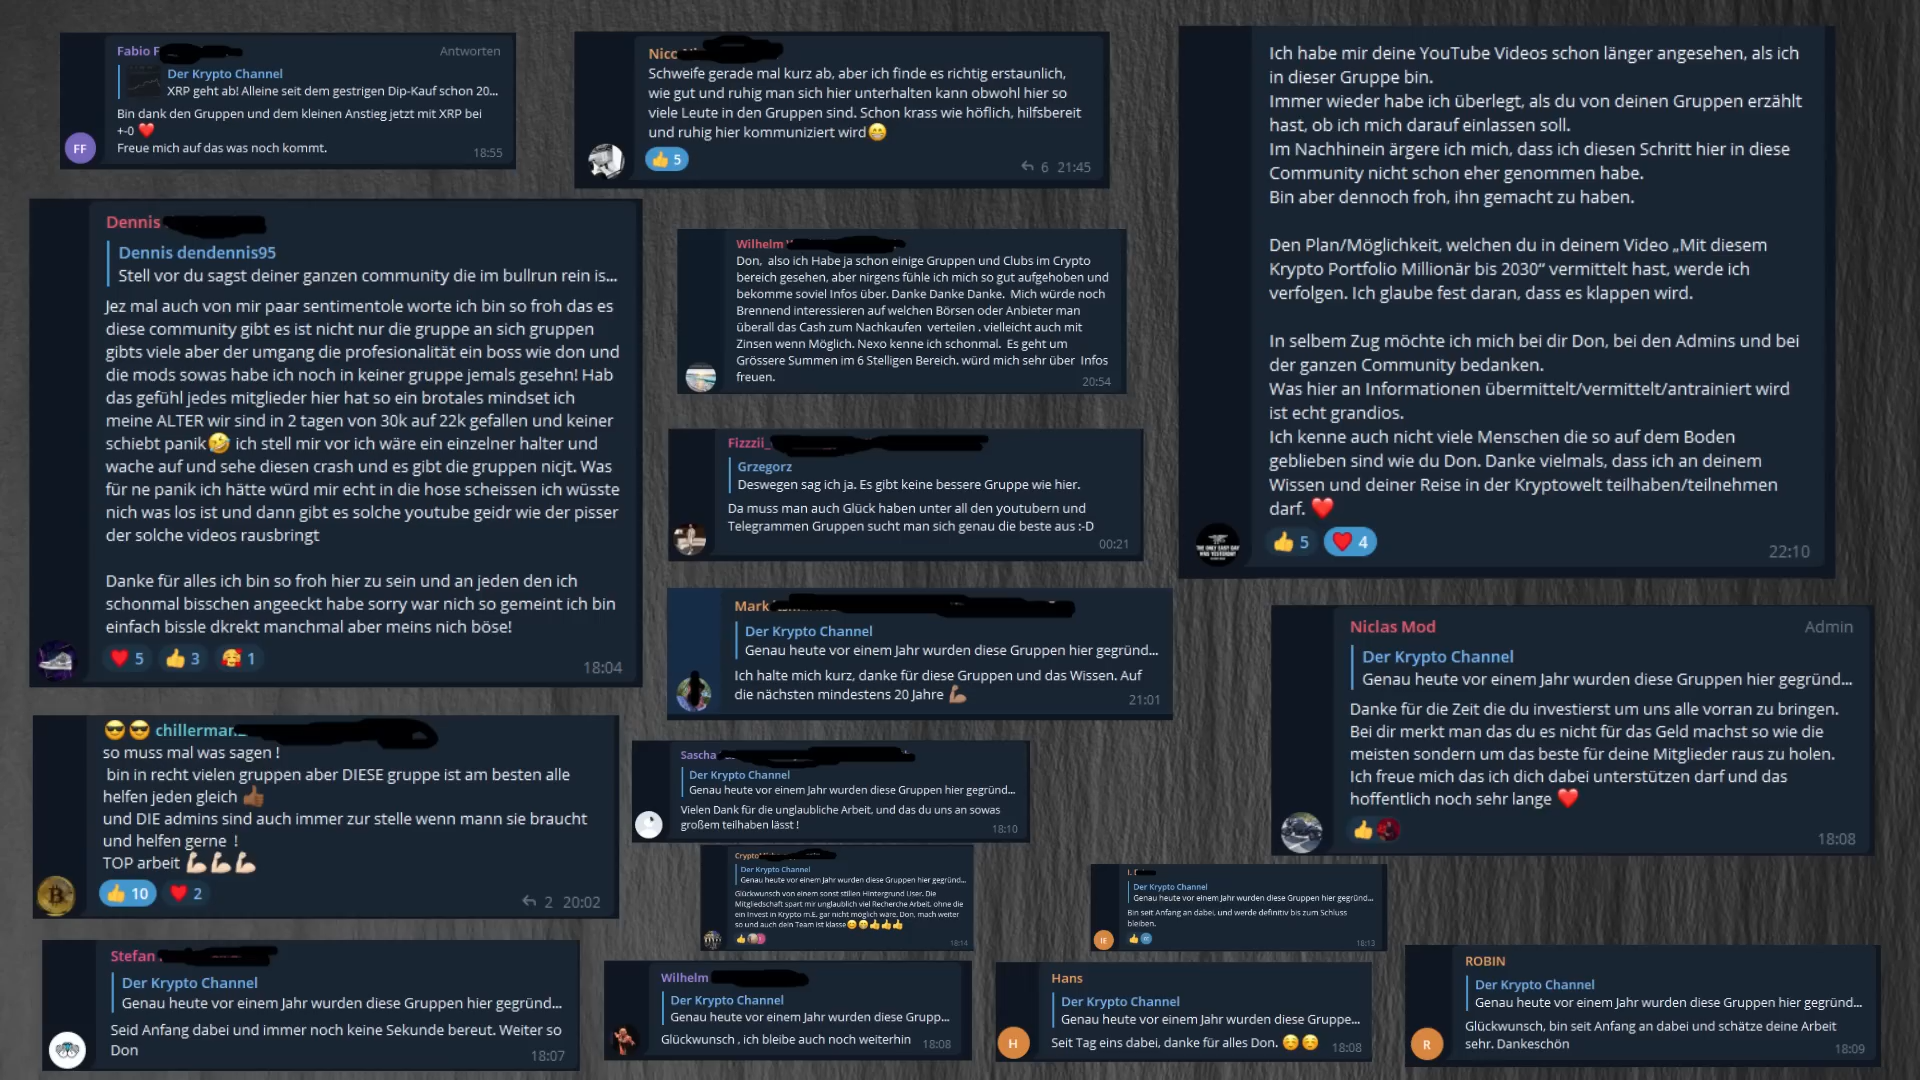 Fabio F
Antworten
Der Krypto Channel
XRP geht ab! Alleine seit dem gestrigen Dip-Kauf schon 20...
Bin dank den Gruppen und dem kleinen Anstieg jetzt mit XRP bei
+-0 ❤️
Freue mich auf das was noch kommt.
FF
18:55
Dennis
Dennis dendennis95
Stell vor du sagst deiner ganzen community die im bullrun rein is...
Jez mal auch von mir paar sentimentole worte ich bin so froh das es
diese community gibt es ist nicht nur die gruppe an sich gruppen
gibts viele aber der umgang die profesionalität ein boss wie don und
die mods sowas habe ich noch in keiner gruppe jemals gesehn! Hab
das gefühl jedes mitglieder hier hat so ein brotales mindset ich
meine ALTER wir sind in 2 tagen von 30k auf 22k gefallen und keiner
schiebt panik🤣 ich stell mir vor ich wäre ein einzelner halter und
wache auf und sehe diesen crash und es gibt die gruppen nicjt. Was
für ne panik ich hätte würd mir echt in die hose scheissen ich wüsste
nich was los ist und dann gibt es solche youtube geidr wie der pisser
der solche videos rausbringt
Danke für alles ich bin so froh hier zu sein und an jeden den ich
schonmal bisschen angeeckt habe sorry war nich so gemeint ich bin
einfach bissle dkrekt manchmal aber meins nich böse!
❤️ 5 👍 3 🥰 1
18:04
😎😎 chillerman
so muss mal was sagen !
bin in recht vielen gruppen aber DIESE gruppe ist am besten alle
helfen jeden gleich 👍🏾
und DIE admins sind auch immer zur stelle wenn mann sie braucht
und helfen gerne !
TOP arbeit 💪🏻💪🏻💪🏻
👍 10 ❤️ 2
2 20:02
Stefan
Der Krypto Channel
Genau heute vor einem Jahr wurden diese Gruppen hier gegründ...
Seid Anfang dabei und immer noch keine Sekunde bereut. Weiter so
Don
18:07
Nico
Schweife gerade mal kurz ab, aber ich finde es richtig erstaunlich,
wie gut und ruhig man sich hier unterhalten kann obwohl hier so
viele Leute in den Gruppen sind. Schon krass wie höflich, hilfsbereit
und ruhig hier kommuniziert wird😁
👍 5
6 21:45
Wilhelm
Don, also ich Habe ja schon einige Gruppen und Clubs im Crypto
bereich gesehen, aber nirgens fühle ich mich so gut aufgehoben und
bekomme soviel Infos über. Danke Danke Danke. Mich würde noch
Brennend interessieren auf welchen Börsen oder Anbieter man
überall das Cash zum Nachkaufen verteilen . vielleicht auch mit
Zinsen wenn Möglich. Nexo kenne ich schonmal. Es geht um
Grössere Summen im 6 Stelligen Bereich. würd mich sehr über Infos
freuen.
20:54
Fizzzii_
Grzegorz
Deswegen sag ich ja. Es gibt keine bessere Gruppe wie hier.
Da muss man auch Glück haben unter all den youtubern und
Telegrammen Gruppen sucht man sich genau die beste aus :-D
00:21
Mark
Der Krypto Channel
Genau heute vor einem Jahr wurden diese Gruppen hier gegründ...
Ich halte mich kurz, danke für diese Gruppen und das Wissen. Auf
die nächsten mindestens 20 Jahre 💪🏽
21:01
Sascha
Der Krypto Channel
Genau heute vor einem Jahr wurden diese Gruppen hier gegründ...
Vielen Dank für die unglaubliche Arbeit, und das du uns an sowas
großem teilhaben lässt !
18:10
Crypto
Der Krypto Channel
Genau heute vor einem Jahr wurden diese Gruppen hier gegründ...
Glückwunsch von einem sonst stillen Hintergrund User. Die
Mitgliedschaft spart mir unglaublich viel Recherche Arbeit, ohne die
ein Invest in Krypto m.E. gar nicht möglich wäre. Don, mach weiter
so und auch dein Team ist klasse😊😁👍👍👍
18:14
Wilhelm
Der Krypto Channel
Genau heute vor einem Jahr wurden diese Grupp...
Glückwunsch , ich bleibe auch noch weiterhin
18:08
Ich habe mir deine YouTube Videos schon länger angesehen, als ich
in dieser Gruppe bin.
Immer wieder habe ich überlegt, als du von deinen Gruppen erzählt
hast, ob ich mich darauf einlassen soll.
Im Nachhinein ärgere ich mich, dass ich diesen Schritt hier in diese
Community nicht schon eher genommen habe.
Bin aber dennoch froh, ihn gemacht zu haben.
Den Plan/Möglichkeit, welchen du in deinem Video „Mit diesem
Krypto Portfolio Millionär bis 2030“ vermittelt hast, werde ich
verfolgen. Ich glaube fest daran, dass es klappen wird.
In selbem Zug möchte ich mich bei dir Don, bei den Admins und bei
der ganzen Community bedanken.
Was hier an Informationen übermittelt/vermittelt/antrainiert wird
ist echt grandios.
Ich kenne auch nicht viele Menschen die so auf dem Boden
geblieben sind wie du Don. Danke vielmals, dass ich an deinem
Wissen und deiner Reise in der Kryptowelt teilhaben/teilnehmen
darf. ❤️
👍 5 ❤️ 4
22:10
Niclas Mod
Admin
Der Krypto Channel
Genau heute vor einem Jahr wurden diese Gruppen hier gegründ...
Danke für die Zeit die du investierst um uns alle vorran zu bringen.
Bei dir merkt man das du es nicht für das Geld machst so wie die
meisten sondern um das beste für deine Mitglieder raus zu holen.
Ich freue mich das ich dich dabei unterstützen darf und das
hoffentlich noch sehr lange ❤️
18:08
Der Krypto Channel
Genau heute vor einem Jahr wurden diese Gruppen hier gegründ...
Bin seit Anfang an dabei, und werde definitiv bis zum Schluss
bleiben.
IE
18:13
Hans
Der Krypto Channel
Genau heute vor einem Jahr wurden diese Gruppe...
Seit Tag eins dabei, danke für alles Don. ☺️☺️
H
18:08
ROBIN
Der Krypto Channel
Genau heute vor einem Jahr wurden diese Gruppen hier gegründ...
Glückwunsch, bin seit Anfang an dabei und schätze deine Arbeit
sehr. Dankeschön
R
18:09